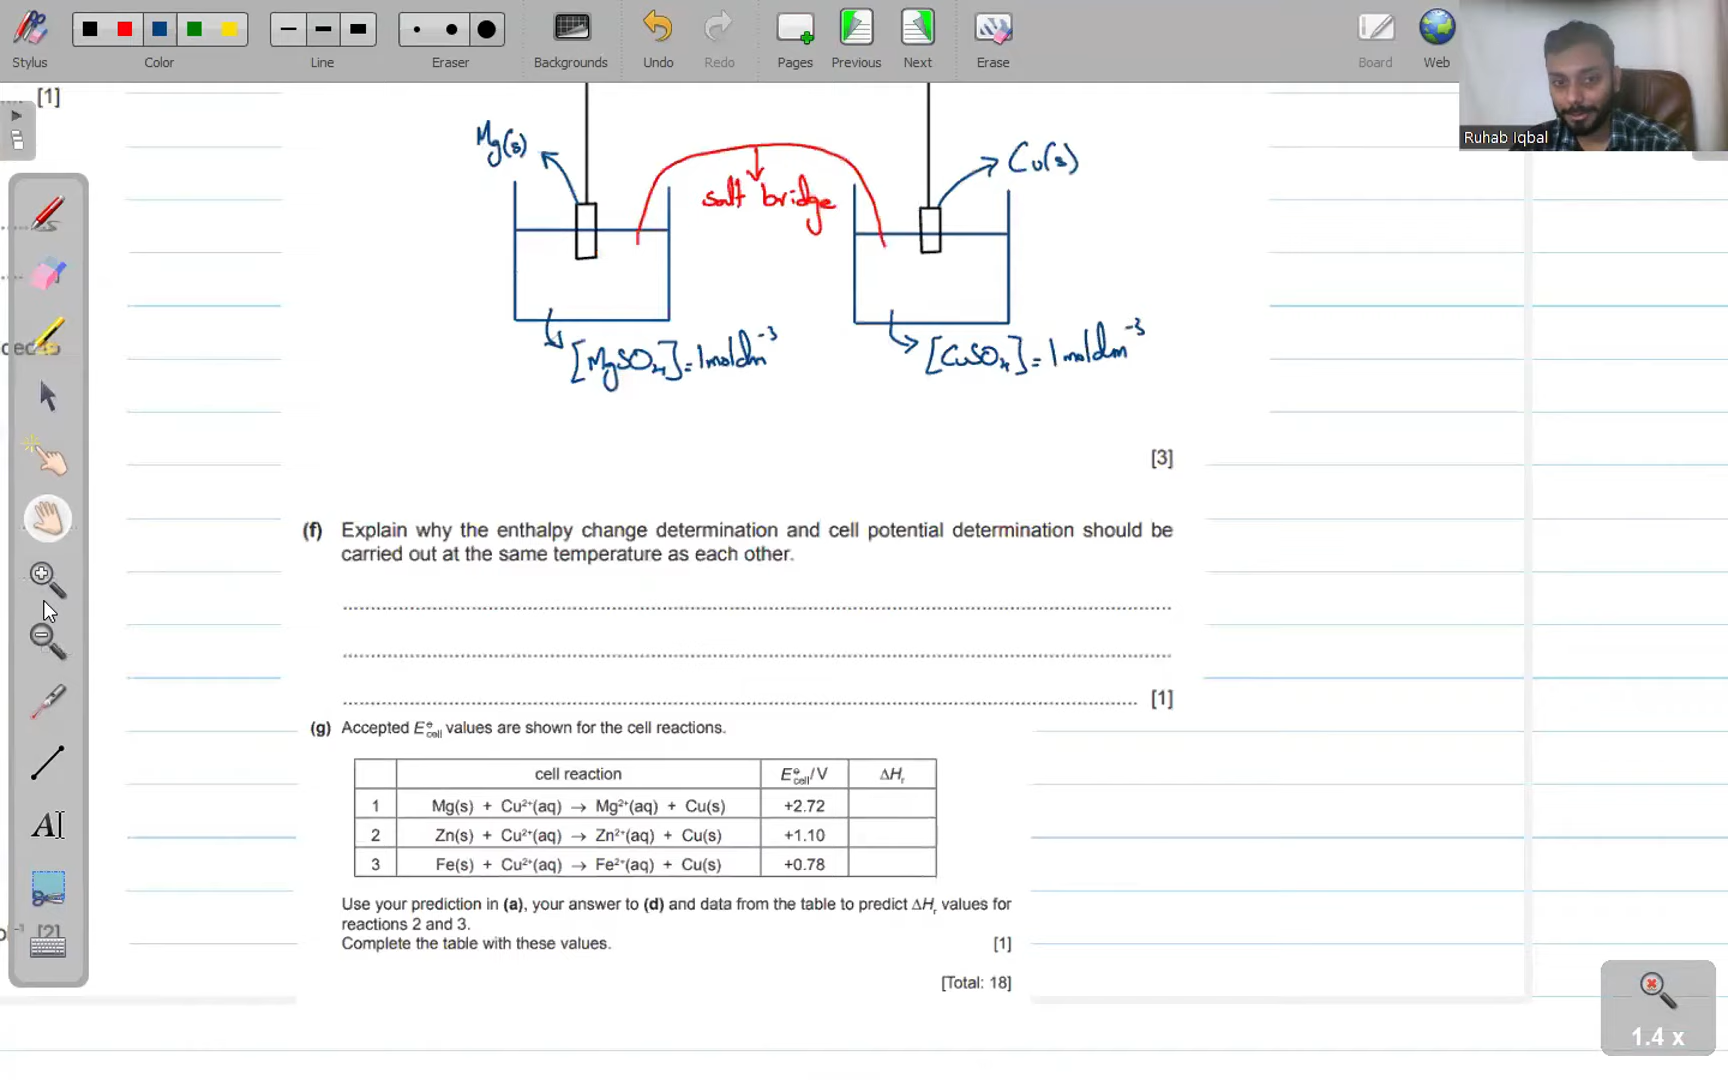 Stylus
Color
Line
Eraser
Backgrounds
Undo
Redo
Pages
Previous
Next
Erase
Board
Web
Ruhab Iqbal
[1]
Mg(s)
Cu(s)
salt bridge
[MgSO₄] = 1 moldm⁻³
[CuSO₄] = 1 moldm⁻³
[3]
(f) Explain why the enthalpy change determination and cell potential determination should be
carried out at the same temperature as each other.
[1]
(g) Accepted E⦵cell values are shown for the cell reactions.
cell reaction E⦵cell/V ΔHr
1 Mg(s) + Cu²⁺(aq) → Mg²⁺(aq) + Cu(s) +2.72
2 Zn(s) + Cu²⁺(aq) → Zn²⁺(aq) + Cu(s) +1.10
3 Fe(s) + Cu²⁺(aq) → Fe²⁺(aq) + Cu(s) +0.78
Use your prediction in (a), your answer to (d) and data from the table to predict ΔHr values for
reactions 2 and 3.
Complete the table with these values. [1]
[Total: 18]
[2]
1.4 x